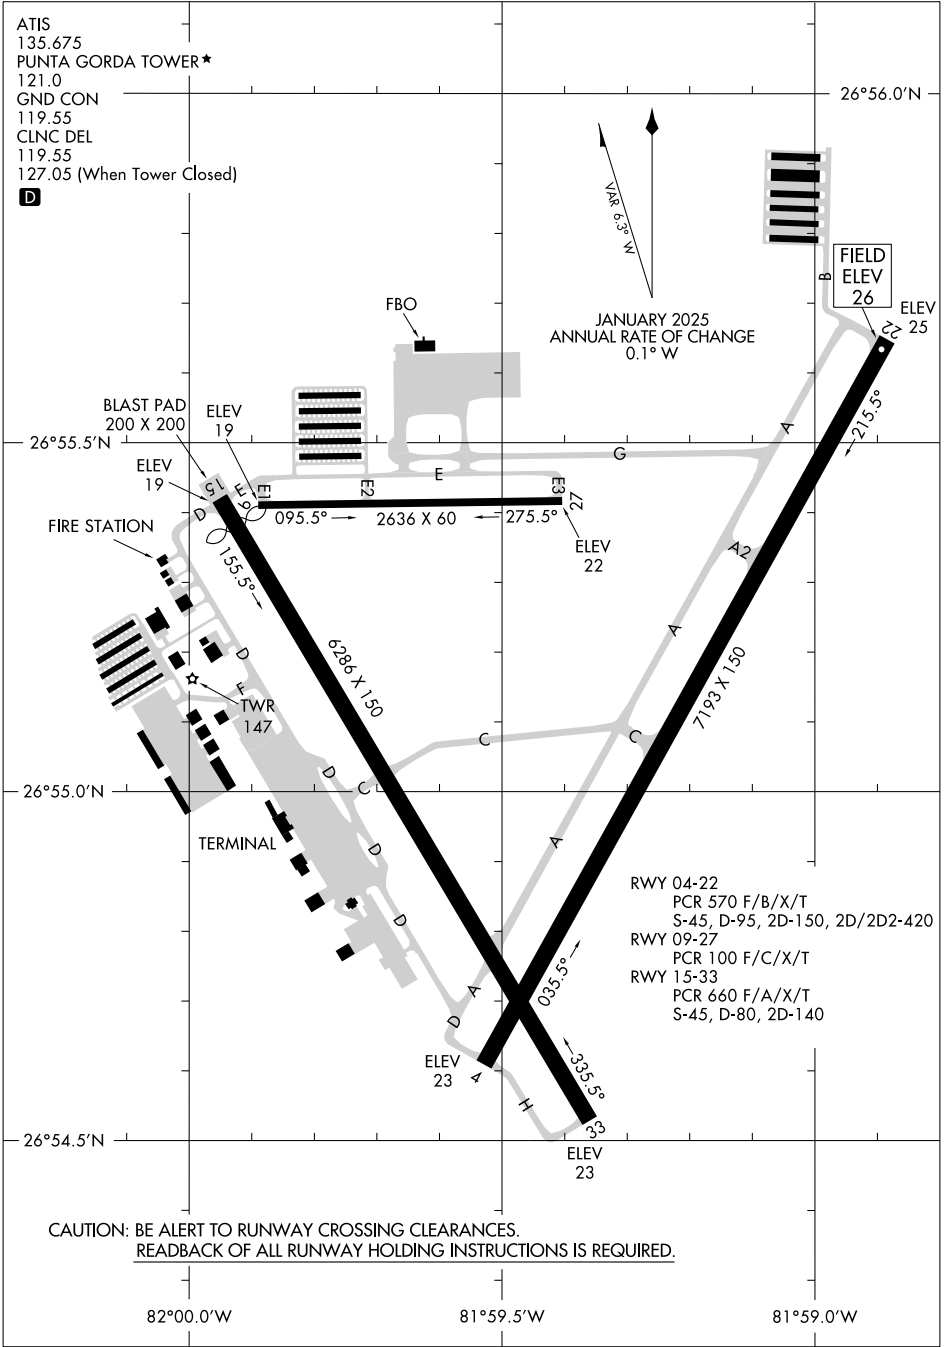 ATIS
135.675
PUNTA GORDA TOWER★
121.0
GND CON
119.55
CLNC DEL
119.55
127.05 (When Tower Closed)
D
26°56.0'N
VAR 6.3° W
JANUARY 2025
ANNUAL RATE OF CHANGE
0.1° W
B
FIELD
ELEV
26
ELEV
25
22
FBO
215.5°
A
BLAST PAD
200 X 200
ELEV
19
26°55.5'N
G
E
ELEV
19
15
E
9
E1
E2
E3
27
D
095.5°
2636 X 60
275.5°
FIRE STATION
ELEV
22
A2
155.5°
A
D
6286 X 150
F
7193 X 150
TWR
147
C
C
D
C
26°55.0'N
TERMINAL
D
A
RWY 04-22
PCR 570 F/B/X/T
S-45, D-95, 2D-150, 2D/2D2-420
RWY 09-27
PCR 100 F/C/X/T
RWY 15-33
PCR 660 F/A/X/T
S-45, D-80, 2D-140
D
A
035.5°
D
ELEV
23
4
335.5°
H
33
26°54.5'N
ELEV
23
CAUTION: BE ALERT TO RUNWAY CROSSING CLEARANCES.
READBACK OF ALL RUNWAY HOLDING INSTRUCTIONS IS REQUIRED.
82°00.0'W
81°59.5'W
81°59.0'W